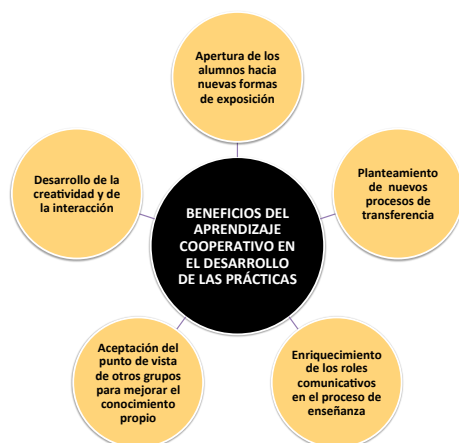 Apertura de los
alumnos hacia
nuevas formas
de exposición
Planteamiento
de nuevos
procesos de
transferencia
Enriquecimiento
de los roles
comunicativos
en el proceso de
enseñanza
Aceptación del
punto de vista
de otros grupos
para mejorar el
conocimiento
propio
Desarrollo de la
creatividad y de
la interacción
BENEFICIOS DEL
APRENDIZAJE
COOPERATIVO EN
EL DESARROLLO
DE LAS PRÁCTICAS